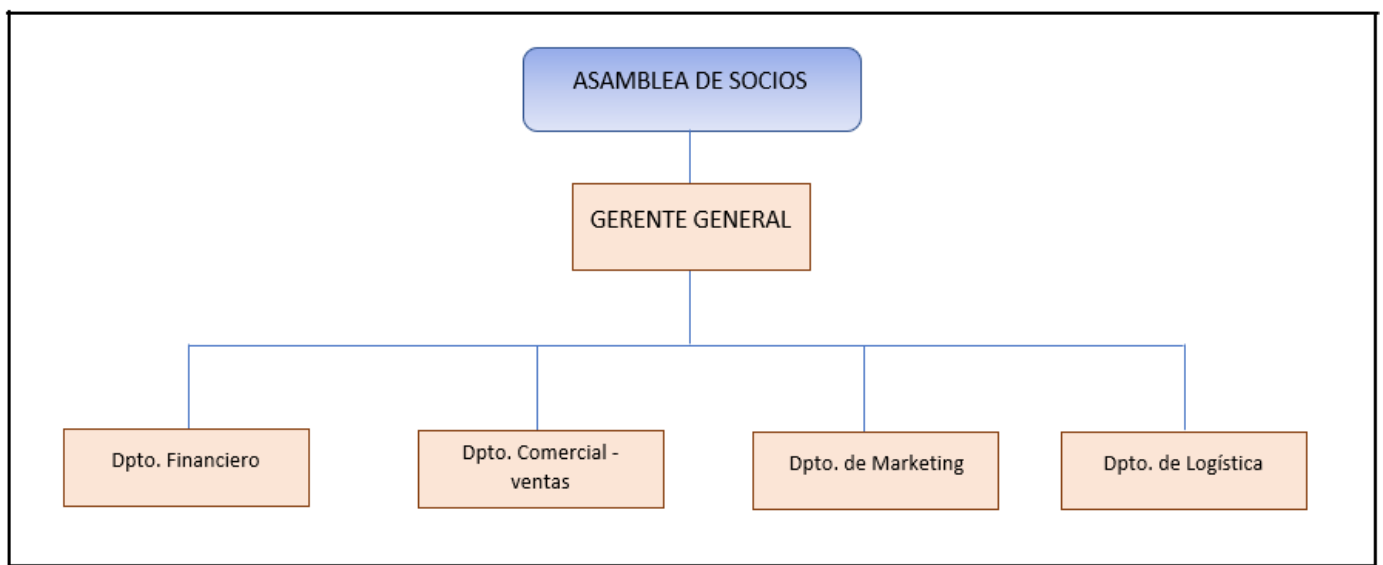 ASAMBLEA DE SOCIOS
GERENTE GENERAL
Dpto. Financiero
Dpto. Comercial -
ventas
Dpto. de Marketing
Dpto. de Logística